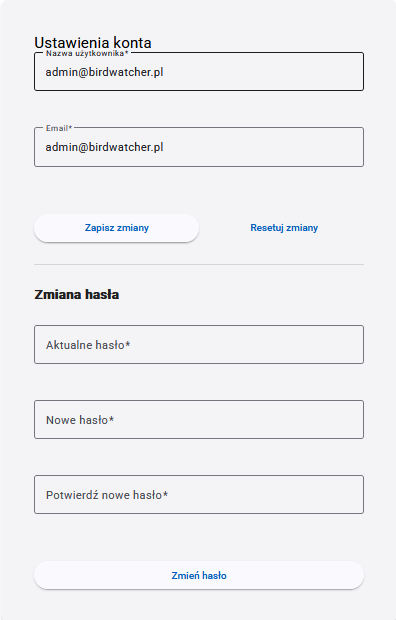 Ustawienia konta
Nazwa użytkownika*
admin@birdwatcher.pl
Email*
admin@birdwatcher.pl
Zapisz zmiany
Resetuj zmiany
Zmiana hasła
Aktualne hasło*
Nowe hasło*
Potwierdź nowe hasło*
Zmień hasło